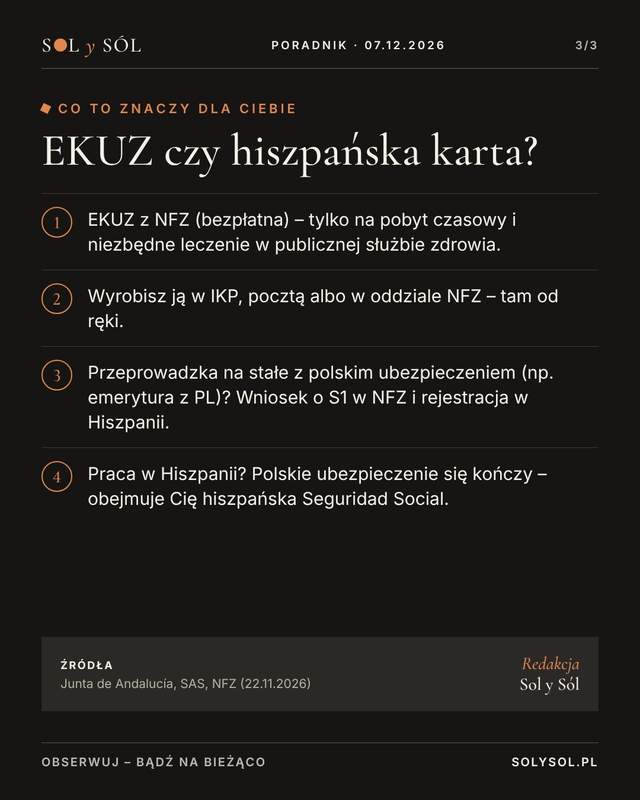 SOL y SÓL
PORADNIK · 07.12.2026
3/3
CO TO ZNACZY DLA CIEBIE
EKUZ czy hiszpańska karta?
1
EKUZ z NFZ (bezpłatna) – tylko na pobyt czasowy i
niezbędne leczenie w publicznej służbie zdrowia.
2
Wyrobisz ją w IKP, pocztą albo w oddziale NFZ – tam od
ręki.
3
Przeprowadzka na stałe z polskim ubezpieczeniem (np.
emerytura z PL)? Wniosek o S1 w NFZ i rejestracja w
Hiszpanii.
4
Praca w Hiszpanii? Polskie ubezpieczenie się kończy –
obejmuje Cię hiszpańska Seguridad Social.
ŹRÓDŁA
Junta de Andalucía, SAS, NFZ (22.11.2026)
Redakcja
Sol y Sól
OBSERWUJ – BĄDŹ NA BIEŻĄCO
SOLYSOL.PL